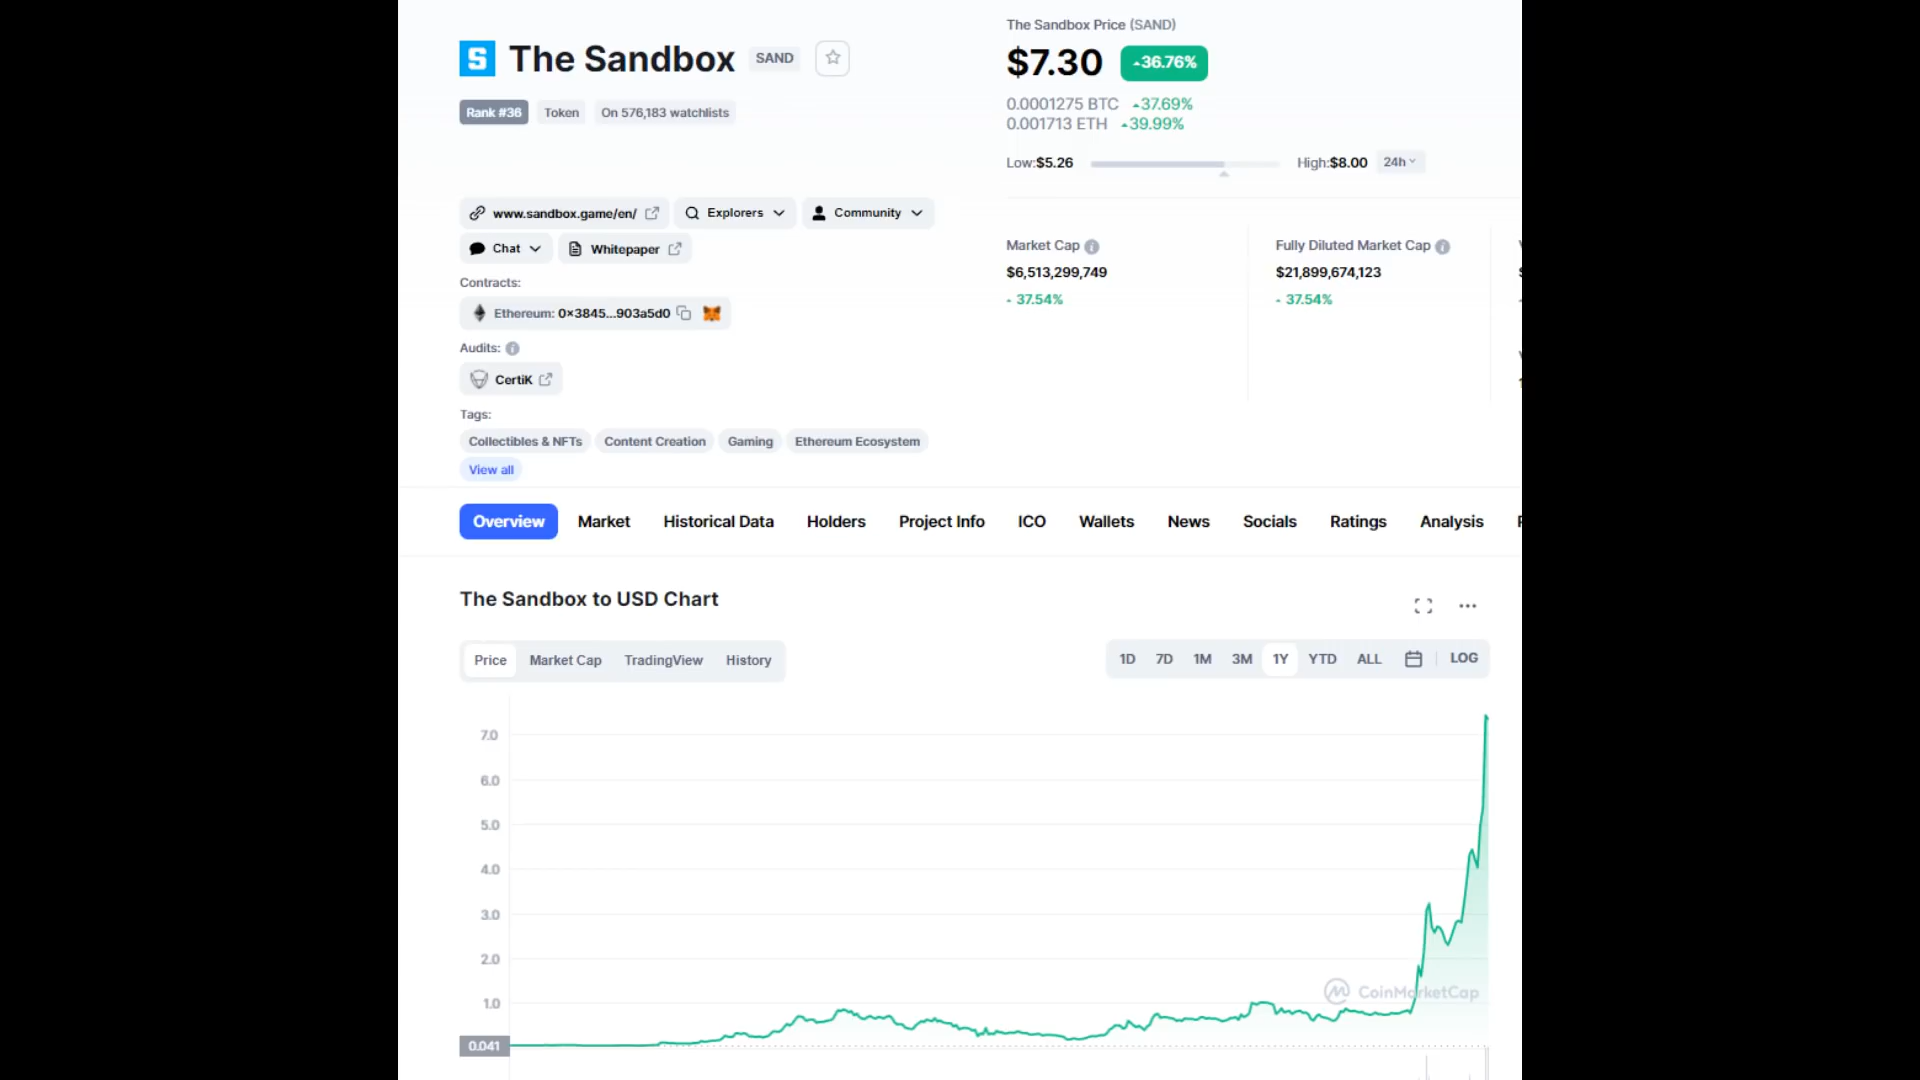 The Sandbox SAND
Rank #36 Token On 576,183 watchlists
The Sandbox Price (SAND)
$7.30 36.76%
0.0001275 BTC 37.69%
0.001713 ETH 39.99%
Low:$5.26 High:$8.00 24h
www.sandbox.game/en/ Explorers Community
Chat Whitepaper
Contracts:
Ethereum: 0x3845...903a5d0
Audits:
CertiK
Tags:
Collectibles & NFTs Content Creation Gaming Ethereum Ecosystem
View all
Market Cap
$6,513,299,749
- 37.54%
Fully Diluted Market Cap
$21,899,674,123
- 37.54%
Overview Market Historical Data Holders Project Info ICO Wallets News Socials Ratings Analysis
The Sandbox to USD Chart
Price Market Cap TradingView History
1D 7D 1M 3M 1Y YTD ALL LOG
7.0
6.0
5.0
4.0
3.0
2.0
1.0
0.041
CoinMarketCap